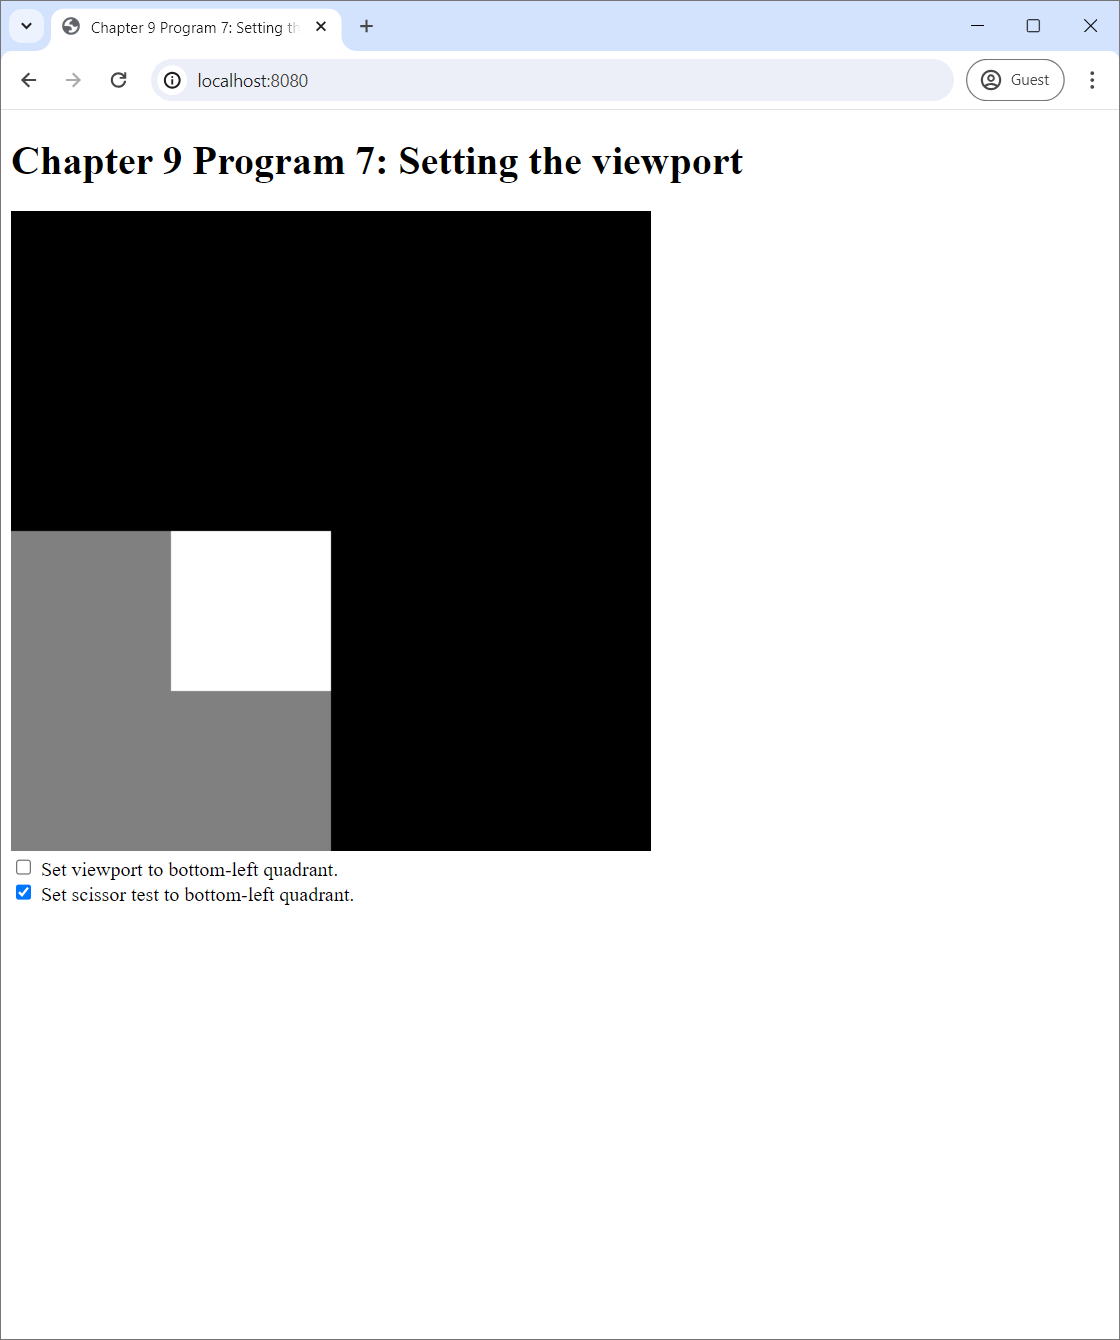 Chapter 9 Program 7: Setting th
localhost:8080
Guest
Chapter 9 Program 7: Setting the viewport
Set viewport to bottom-left quadrant.
Set scissor test to bottom-left quadrant.